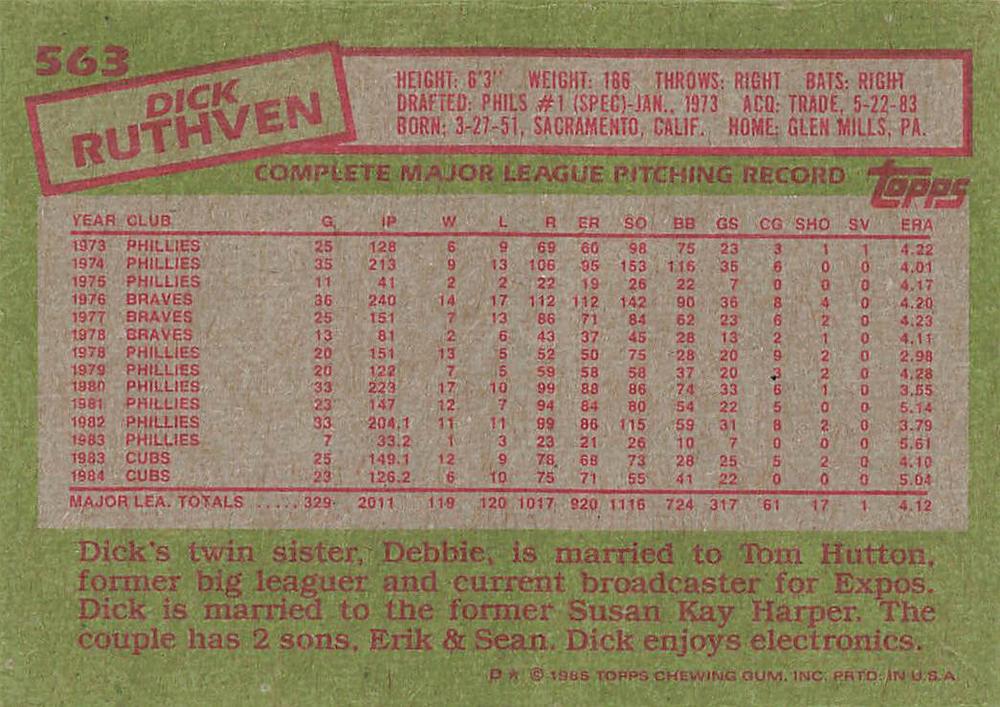 563
DICK
RUTHVEN
HEIGHT: 6'3" WEIGHT: 186 THROWS: RIGHT BATS: RIGHT
DRAFTED: PHILS #1 (SPEC)-JAN., 1973 ACQ: TRADE, 5-22-83
BORN: 3-27-51, SACRAMENTO, CALIF. HOME: GLEN MILLS, PA.
COMPLETE MAJOR LEAGUE PITCHING RECORD
TOPPS
YEAR CLUB G IP W L R ER SO BB GS CG SHO SV ERA
1973 PHILLIES 25 128 6 9 69 60 98 75 23 3 1 1 4.22
1974 PHILLIES 35 213 9 13 106 95 153 116 35 6 0 0 4.01
1975 PHILLIES 11 41 2 2 22 19 26 22 7 0 0 0 4.17
1976 BRAVES 36 240 14 17 112 112 142 90 36 8 4 0 4.20
1977 BRAVES 25 151 7 13 86 71 84 62 23 6 2 0 4.23
1978 BRAVES 13 81 2 6 43 37 45 28 13 2 1 0 4.11
1978 PHILLIES 20 151 13 5 52 50 75 28 20 9 2 0 2.98
1979 PHILLIES 20 122 7 5 59 58 58 37 20 3 2 0 4.28
1980 PHILLIES 33 223 17 10 99 88 86 74 33 6 1 0 3.55
1981 PHILLIES 23 147 12 7 94 84 80 54 22 5 0 0 5.14
1982 PHILLIES 33 204.1 11 11 99 86 115 59 31 8 2 0 3.79
1983 PHILLIES 7 33.2 1 3 23 21 26 10 7 0 0 0 5.61
1983 CUBS 25 149.1 12 9 78 68 73 28 25 5 2 0 4.10
1984 CUBS 23 126.2 6 10 75 71 55 41 22 0 0 0 5.04
MAJOR LEA. TOTALS ..... 329 2011 119 120 1017 920 1116 724 317 61 17 1 4.12
Dick's twin sister, Debbie, is married to Tom Hutton,
former big leaguer and current broadcaster for Expos.
Dick is married to the former Susan Kay Harper. The
couple has 2 sons, Erik & Sean. Dick enjoys electronics.
D* © 1985 TOPPS CHEWING GUM, INC. PRTD. IN U.S.A